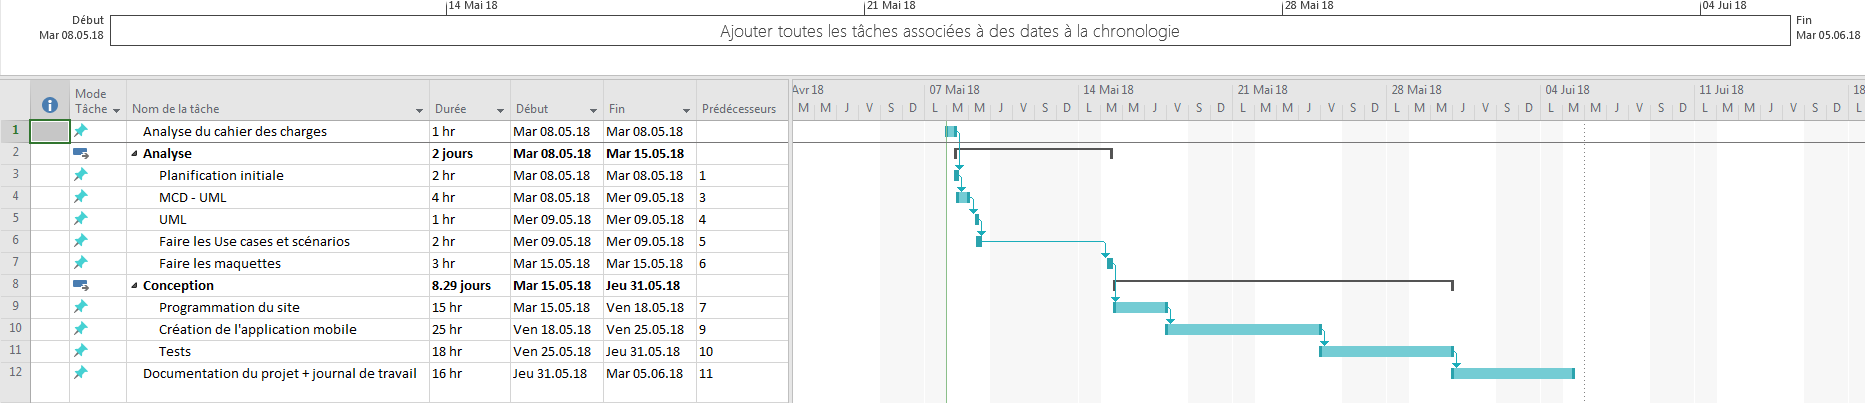 14 Mai 18 21 Mai 18 28 Mai 18 04 Jui 18
Début Fin
Mar 08.05.18 Ajouter toutes les tâches associées à des dates à la chronologie Mar 05.06.18
Mode Avr 18 07 Mai 18 14 Mai 18 21 Mai 18 28 Mai 18 04 Jui 18 11 Jui 18 18
Tâche Nom de la tâche Durée Début Fin Prédécesseurs M M J V S D L M M J V S D L M M J V S D L M M J V S D L M M J V S D L M M J V S D L M M J V S D L
1 Analyse du cahier des charges 1 hr Mar 08.05.18 Mar 08.05.18
2 Analyse 2 jours Mar 08.05.18 Mar 15.05.18
3 Planification initiale 2 hr Mar 08.05.18 Mar 08.05.18 1
4 MCD - UML 4 hr Mar 08.05.18 Mer 09.05.18 3
5 UML 1 hr Mer 09.05.18 Mer 09.05.18 4
6 Faire les Use cases et scénarios 2 hr Mer 09.05.18 Mer 09.05.18 5
7 Faire les maquettes 3 hr Mar 15.05.18 Mar 15.05.18 6
8 Conception 8.29 jours Mar 15.05.18 Jeu 31.05.18
9 Programmation du site 15 hr Mar 15.05.18 Ven 18.05.18 7
10 Création de l'application mobile 25 hr Ven 18.05.18 Ven 25.05.18 9
11 Tests 18 hr Ven 25.05.18 Jeu 31.05.18 10
12 Documentation du projet + journal de travail 16 hr Jeu 31.05.18 Mar 05.06.18 11